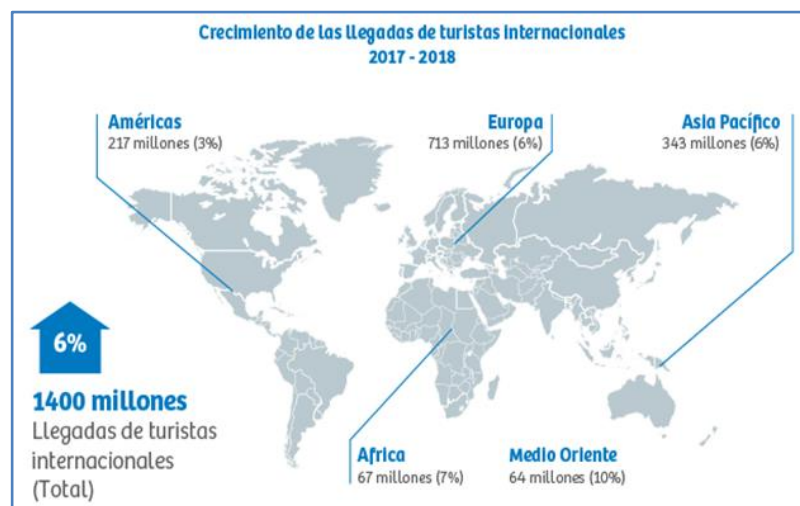 Crecimiento de las llegadas de turistas internacionales
2017 - 2018
Américas
217 millones (3%)
Europa
713 millones (6%)
Asia Pacífico
343 millones (6%)
6%
1400 millones
Llegadas de turistas
internacionales
(Total)
Africa
67 millones (7%)
Medio Oriente
64 millones (10%)